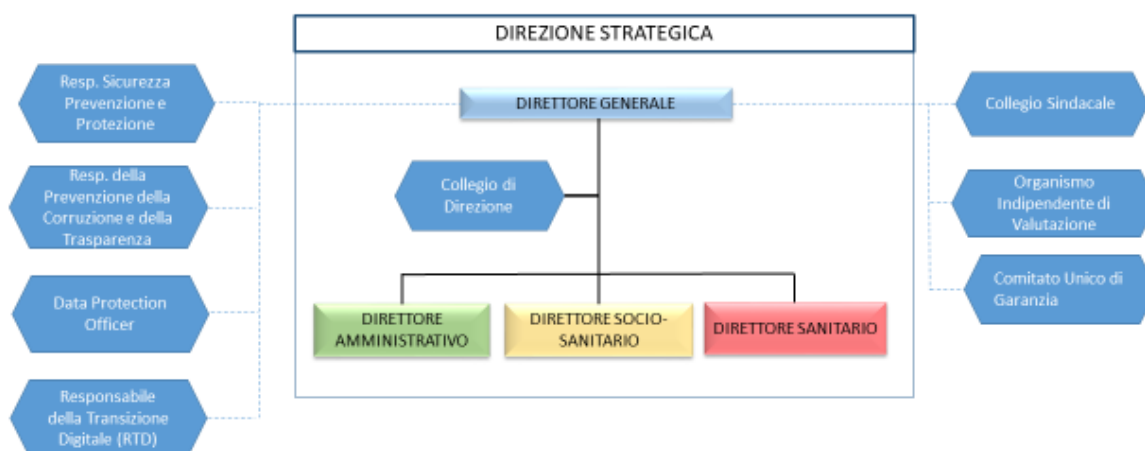 DIREZIONE STRATEGICA
Resp. Sicurezza
Prevenzione e
Protezione
DIRETTORE GENERALE
Collegio Sindacale
Resp. della
Prevenzione della
Corruzione e della
Trasparenza
Collegio di
Direzione
Organismo
Indipendente di
Valutazione
Data Protection
Officer
Comitato Unico di
Garanzia
DIRETTORE
AMMINISTRATIVO
DIRETTORE SOCIO-
SANITARIO
DIRETTORE SANITARIO
Responsabile
della Transizione
Digitale (RTD)